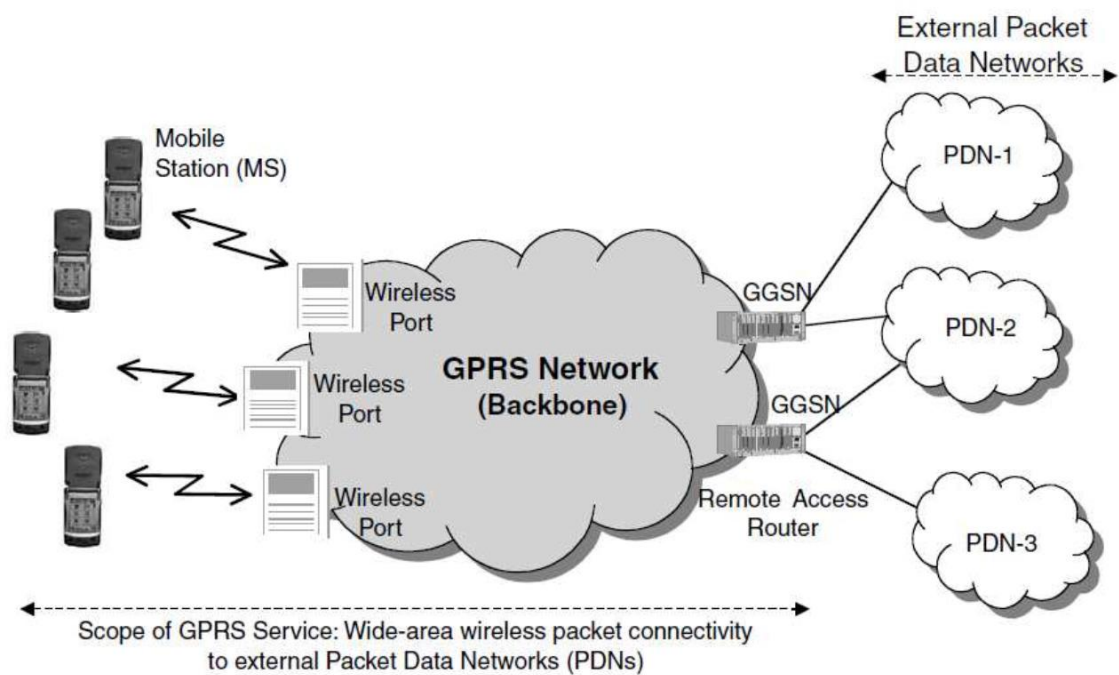 External Packet
Data Networks
Mobile
Station (MS)
PDN-1
Wireless
Port
GGSN
PDN-2
GPRS Network
(Backbone)
Wireless
Port
GGSN
Wireless
Port
Remote Access
Router
PDN-3
Scope of GPRS Service: Wide-area wireless packet connectivity
to external Packet Data Networks (PDNs)